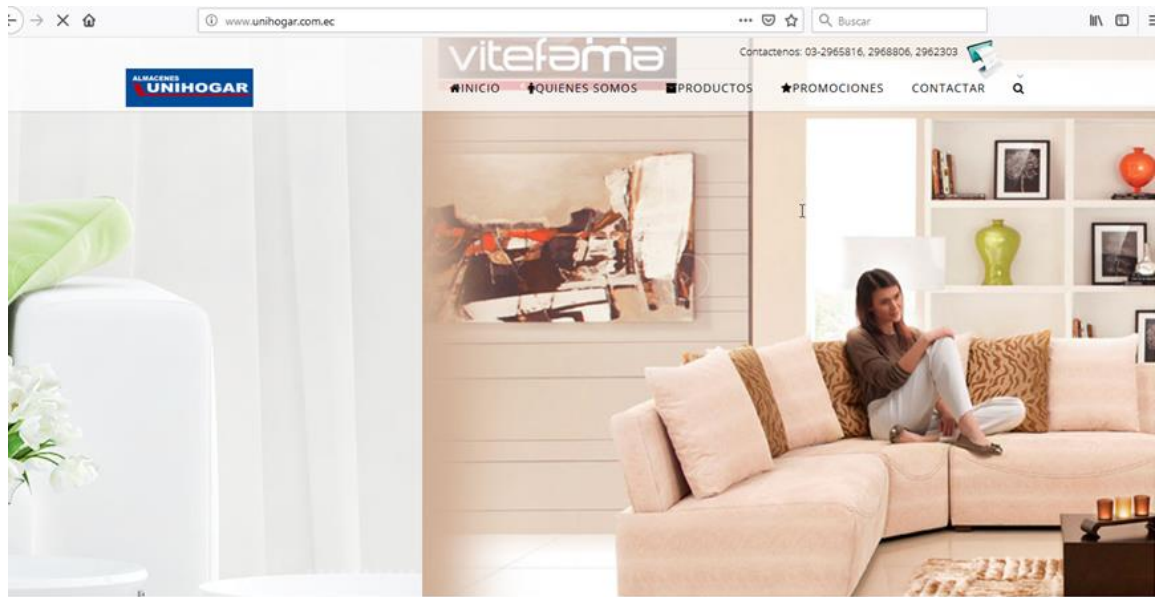 www.unihogar.com.ec
Buscar
vitefama
Contactenos: 03-2965816, 2968806, 2962303
ALMACENES
UNIHOGAR
INICIO QUIENES SOMOS PRODUCTOS PROMOCIONES CONTACTAR